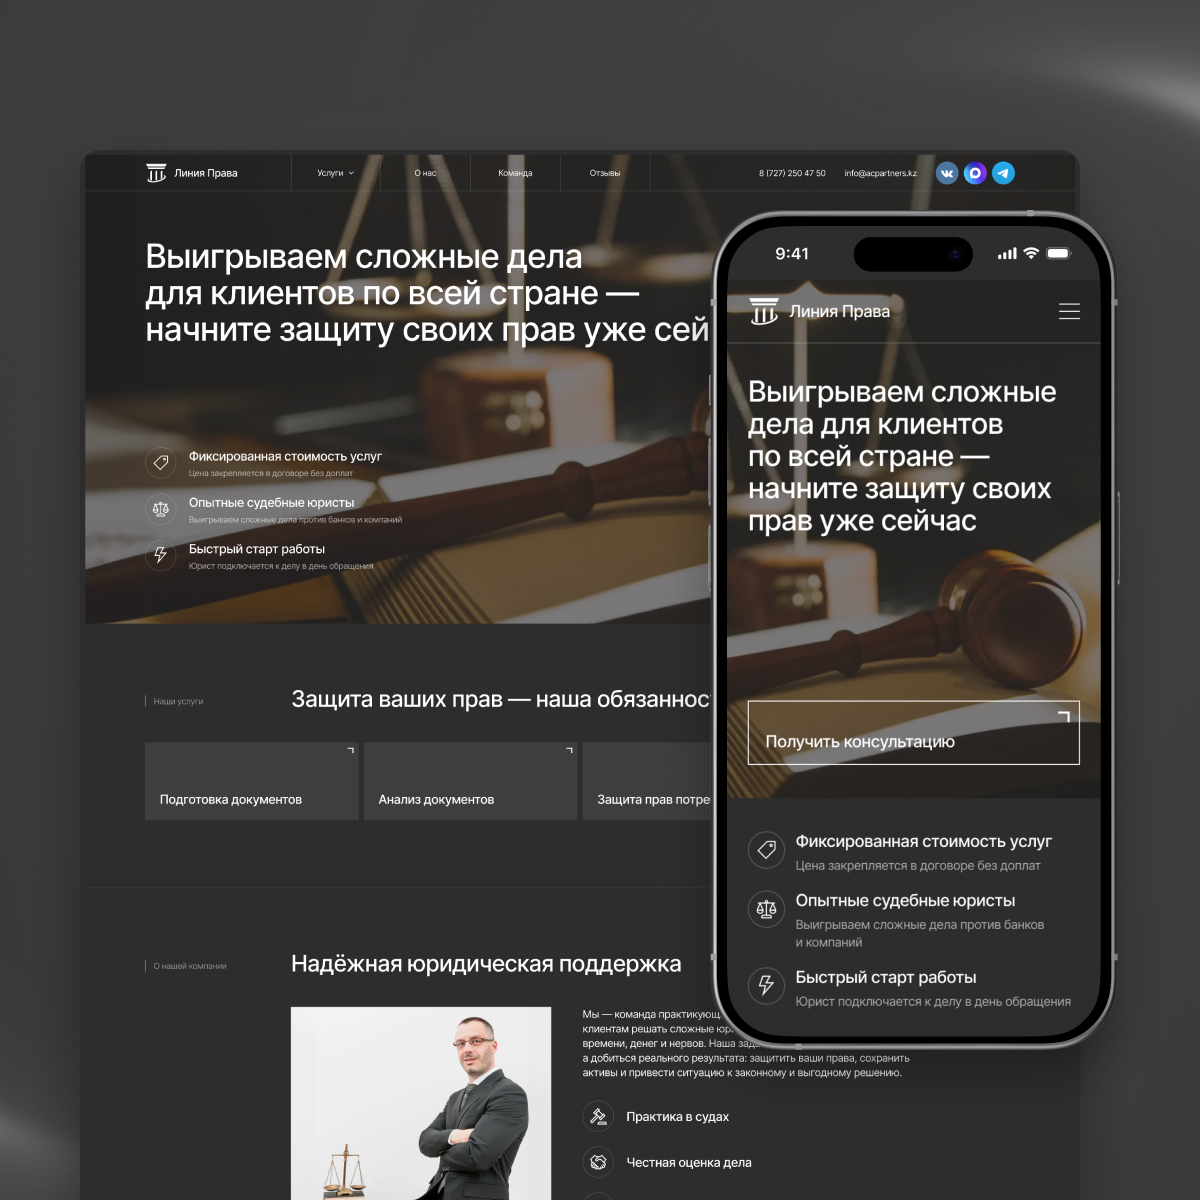 Линия Права
Услуги
О нас
Команда
Отзывы
8 (727) 250 47 50
info@acpartners.kz
Выигрываем сложные дела
для клиентов по всей стране —
начните защиту своих прав уже сей
Фиксированная стоимость услуг
Цена закрепляется в договоре без доплат
Опытные судебные юристы
Выигрываем сложные дела против банков и компаний
Быстрый старт работы
Юрист подключается к делу в день обращения
Наши услуги
Защита ваших прав — наша обязаннос
Подготовка документов
Анализ документов
Защита прав потре
О нашей компании
Надёжная юридическая поддержка
Мы — команда практикующ
клиентам решать сложные юр
времени, денег и нервов. Наша зад
а добиться реального результата: защитить ваши права, сохранить
активы и привести ситуацию к законному и выгодному решению.
Практика в судах
Честная оценка дела
9:41
Линия Права
Выигрываем сложные
дела для клиентов
по всей стране —
начните защиту своих
прав уже сейчас
Получить консультацию
Фиксированная стоимость услуг
Цена закрепляется в договоре без доплат
Опытные судебные юристы
Выигрываем сложные дела против банков
и компаний
Быстрый старт работы
Юрист подключается к делу в день обращения